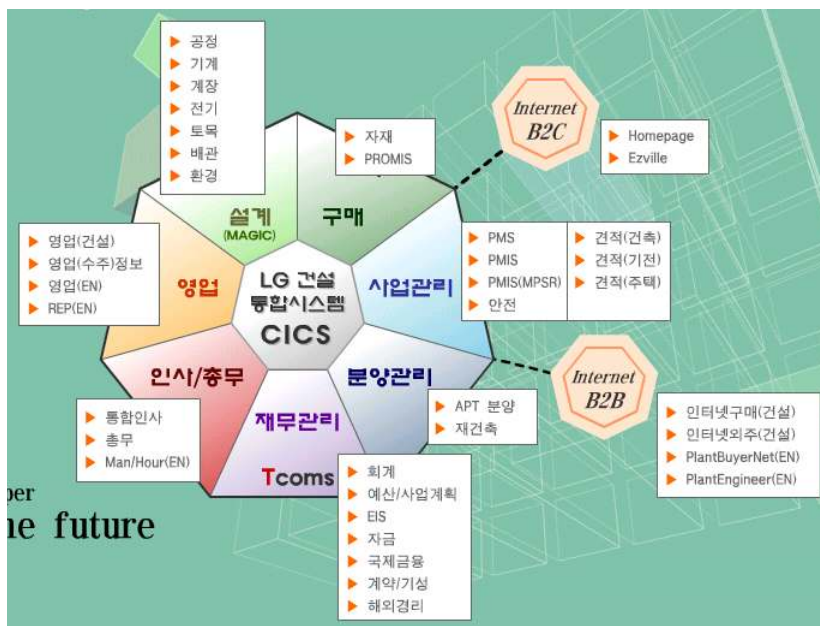 ▶ 공정
▶ 기계
▶ 계장
▶ 전기
▶ 토목
▶ 배관
▶ 환경
▶ 자재
▶ PROMIS
Internet
B2C
▶ Homepage
▶ Ezville
설계
(MAGIC)
구매
▶ 영업(건설)
▶ 영업(수주)정보
▶ 영업(EN)
▶ REP(EN)
영업
LG 건설
통합시스템
CICS
사업관리
▶ PMS
▶ PMIS
▶ PMIS(MPSR)
▶ 안전
▶ 견적(건축)
▶ 견적(기전)
▶ 견적(주택)
인사/총무
분양관리
Internet
B2B
▶ 통합인사
▶ 총무
▶ Man/Hour(EN)
재무관리
Tcoms
▶ APT 분양
▶ 재건축
▶ 인터넷구매(건설)
▶ 인터넷외주(건설)
▶ PlantBuyerNet(EN)
▶ PlantEngineer(EN)
▶ 회계
▶ 예산/사업계획
▶ EIS
▶ 자금
▶ 국제금융
▶ 계약/기성
▶ 해외경리
per
ne future